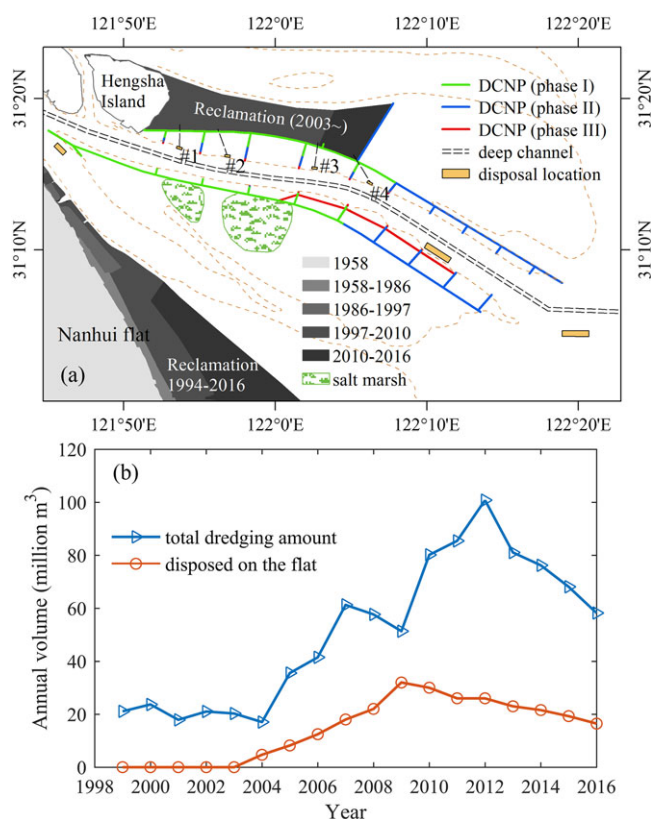 121°50'E 122°0'E 122°10'E 122°20'E
(a)
31°20'N
31°10'N
Hengsha
Island
Reclamation (2003~)
#1
#2
#3
#4
DCNP (phase I)
DCNP (phase II)
DCNP (phase III)
deep channel
disposal location
1958
1958-1986
1986-1997
1997-2010
2010-2016
salt marsh
Nanhui flat
Reclamation
1994-2016
31°20'N
31°10'N
121°50'E 122°0'E 122°10'E 122°20'E
(b)
total dredging amount
disposed on the flat
Annual volume (million m³)
120
100
80
60
40
20
0
1998 2000 2002 2004 2006 2008 2010 2012 2014 2016
Year